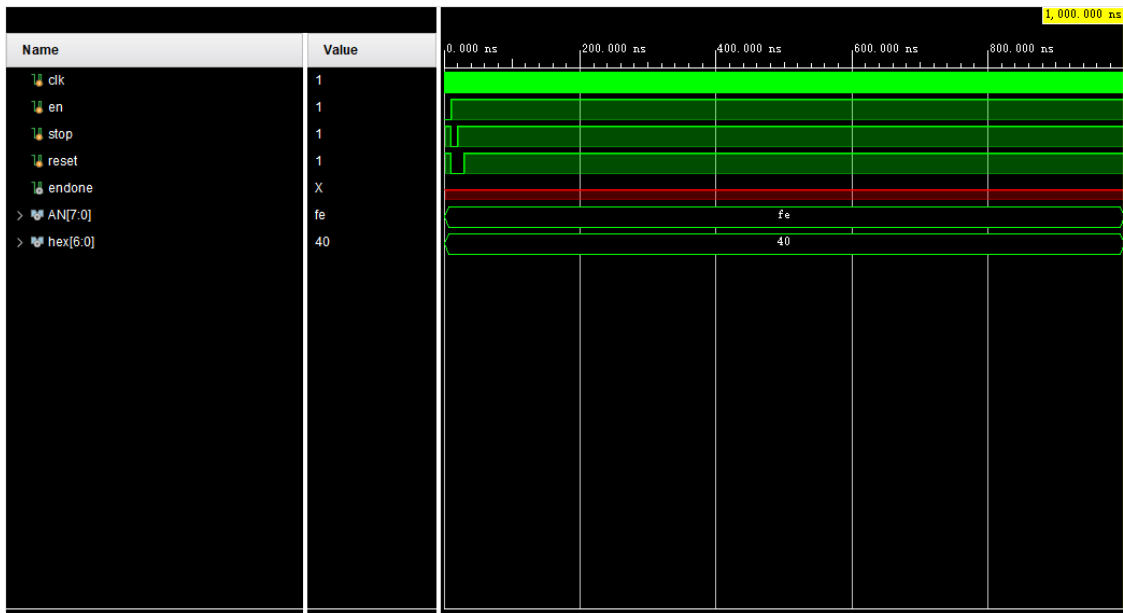 1,000.000 ns
Name Value
0.000 ns 200.000 ns 400.000 ns 600.000 ns 800.000 ns
clk 1
en 1
stop 1
reset 1
endone X
> AN[7:0] fe fe
> hex[6:0] 40 40